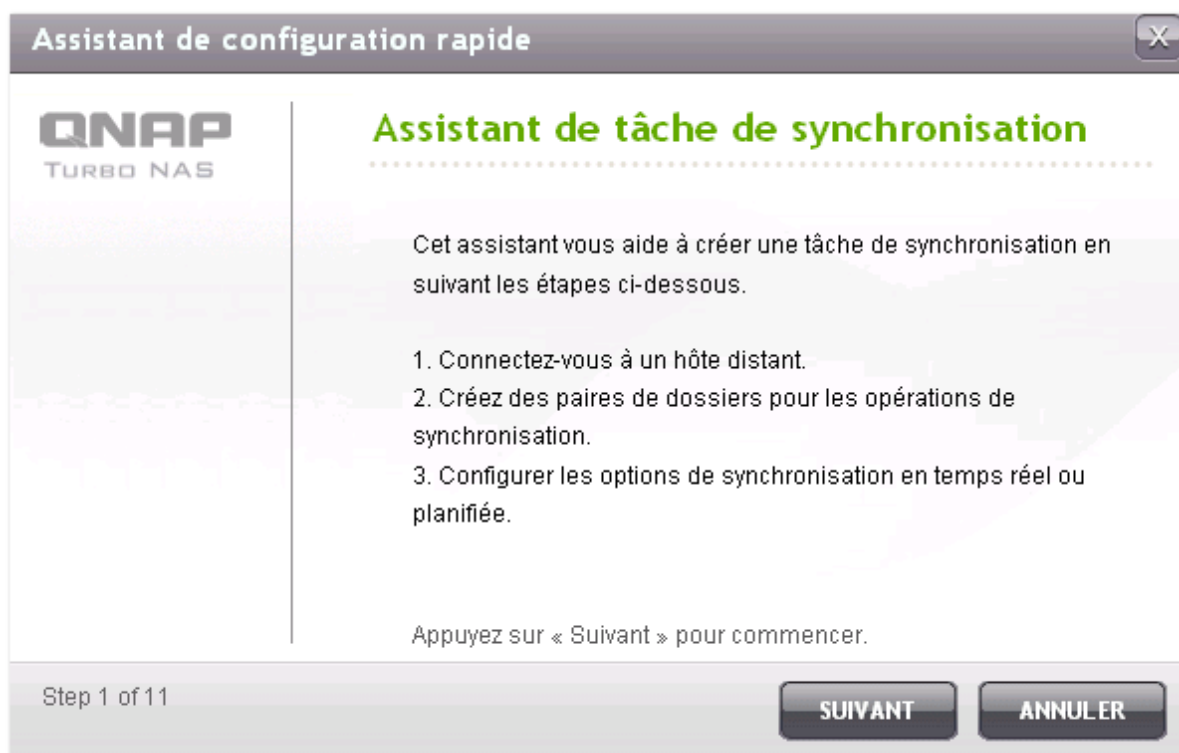 Assistant de configuration rapide
X
QNAP
TURBO NAS
Assistant de tâche de synchronisation
Cet assistant vous aide à créer une tâche de synchronisation en
suivant les étapes ci-dessous.
1. Connectez-vous à un hôte distant.
2. Créez des paires de dossiers pour les opérations de
synchronisation.
3. Configurer les options de synchronisation en temps réel ou
planifiée.
Appuyez sur « Suivant » pour commencer.
Step 1 of 11
SUIVANT
ANNULER